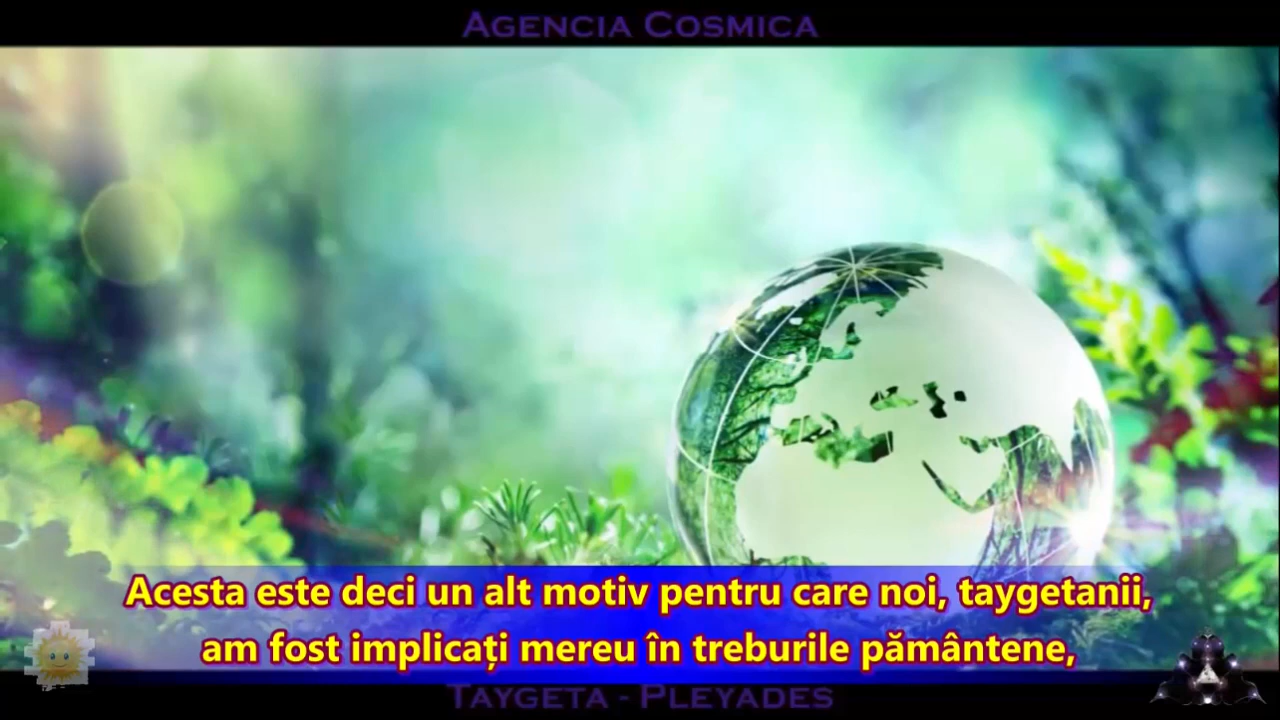 AGENCIA COSMICA
Acesta este deci un alt motiv pentru care noi, taygetanii,
am fost implicați mereu în treburile pământene,
TAYGETA - PLEYADES